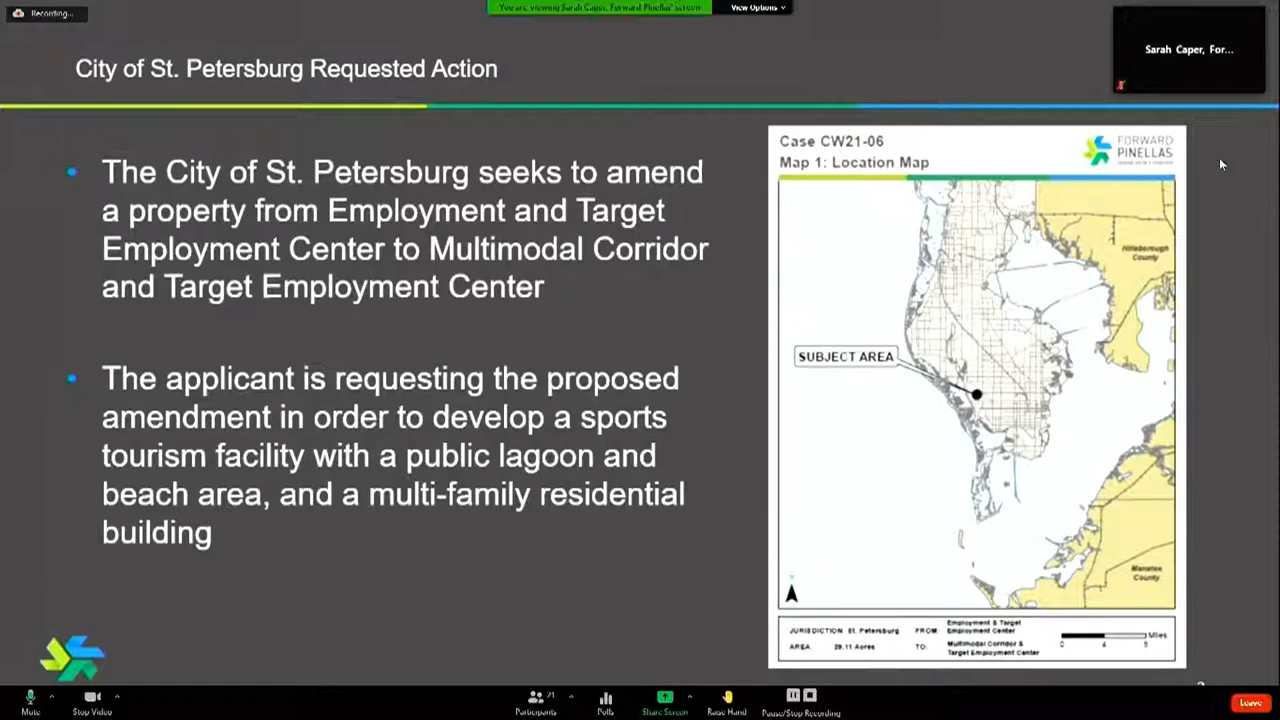 Recording...
You are viewing Sarah Caper, Forward Pinellas' screen
View Options
Sarah Caper, For...
City of St. Petersburg Requested Action
The City of St. Petersburg seeks to amend
a property from Employment and Target
Employment Center to Multimodal Corridor
and Target Employment Center
The applicant is requesting the proposed
amendment in order to develop a sports
tourism facility with a public lagoon and
beach area, and a multi-family residential
building
Case CW21-06
Map 1: Location Map
FORWARD
PINELLAS
Hillsborough
County
SUBJECT AREA
Manatee
County
JURISDICTION: St. Petersburg
AREA:
FROM:
Employment & Target
Employment Center
TO:
Multimodal Corridor &
Target Employment Center
0 4
Miles
Mute
Stop Video
21
Participants
Polls
Share Screen
Raise Hand
Pause/Stop Recording
Leave